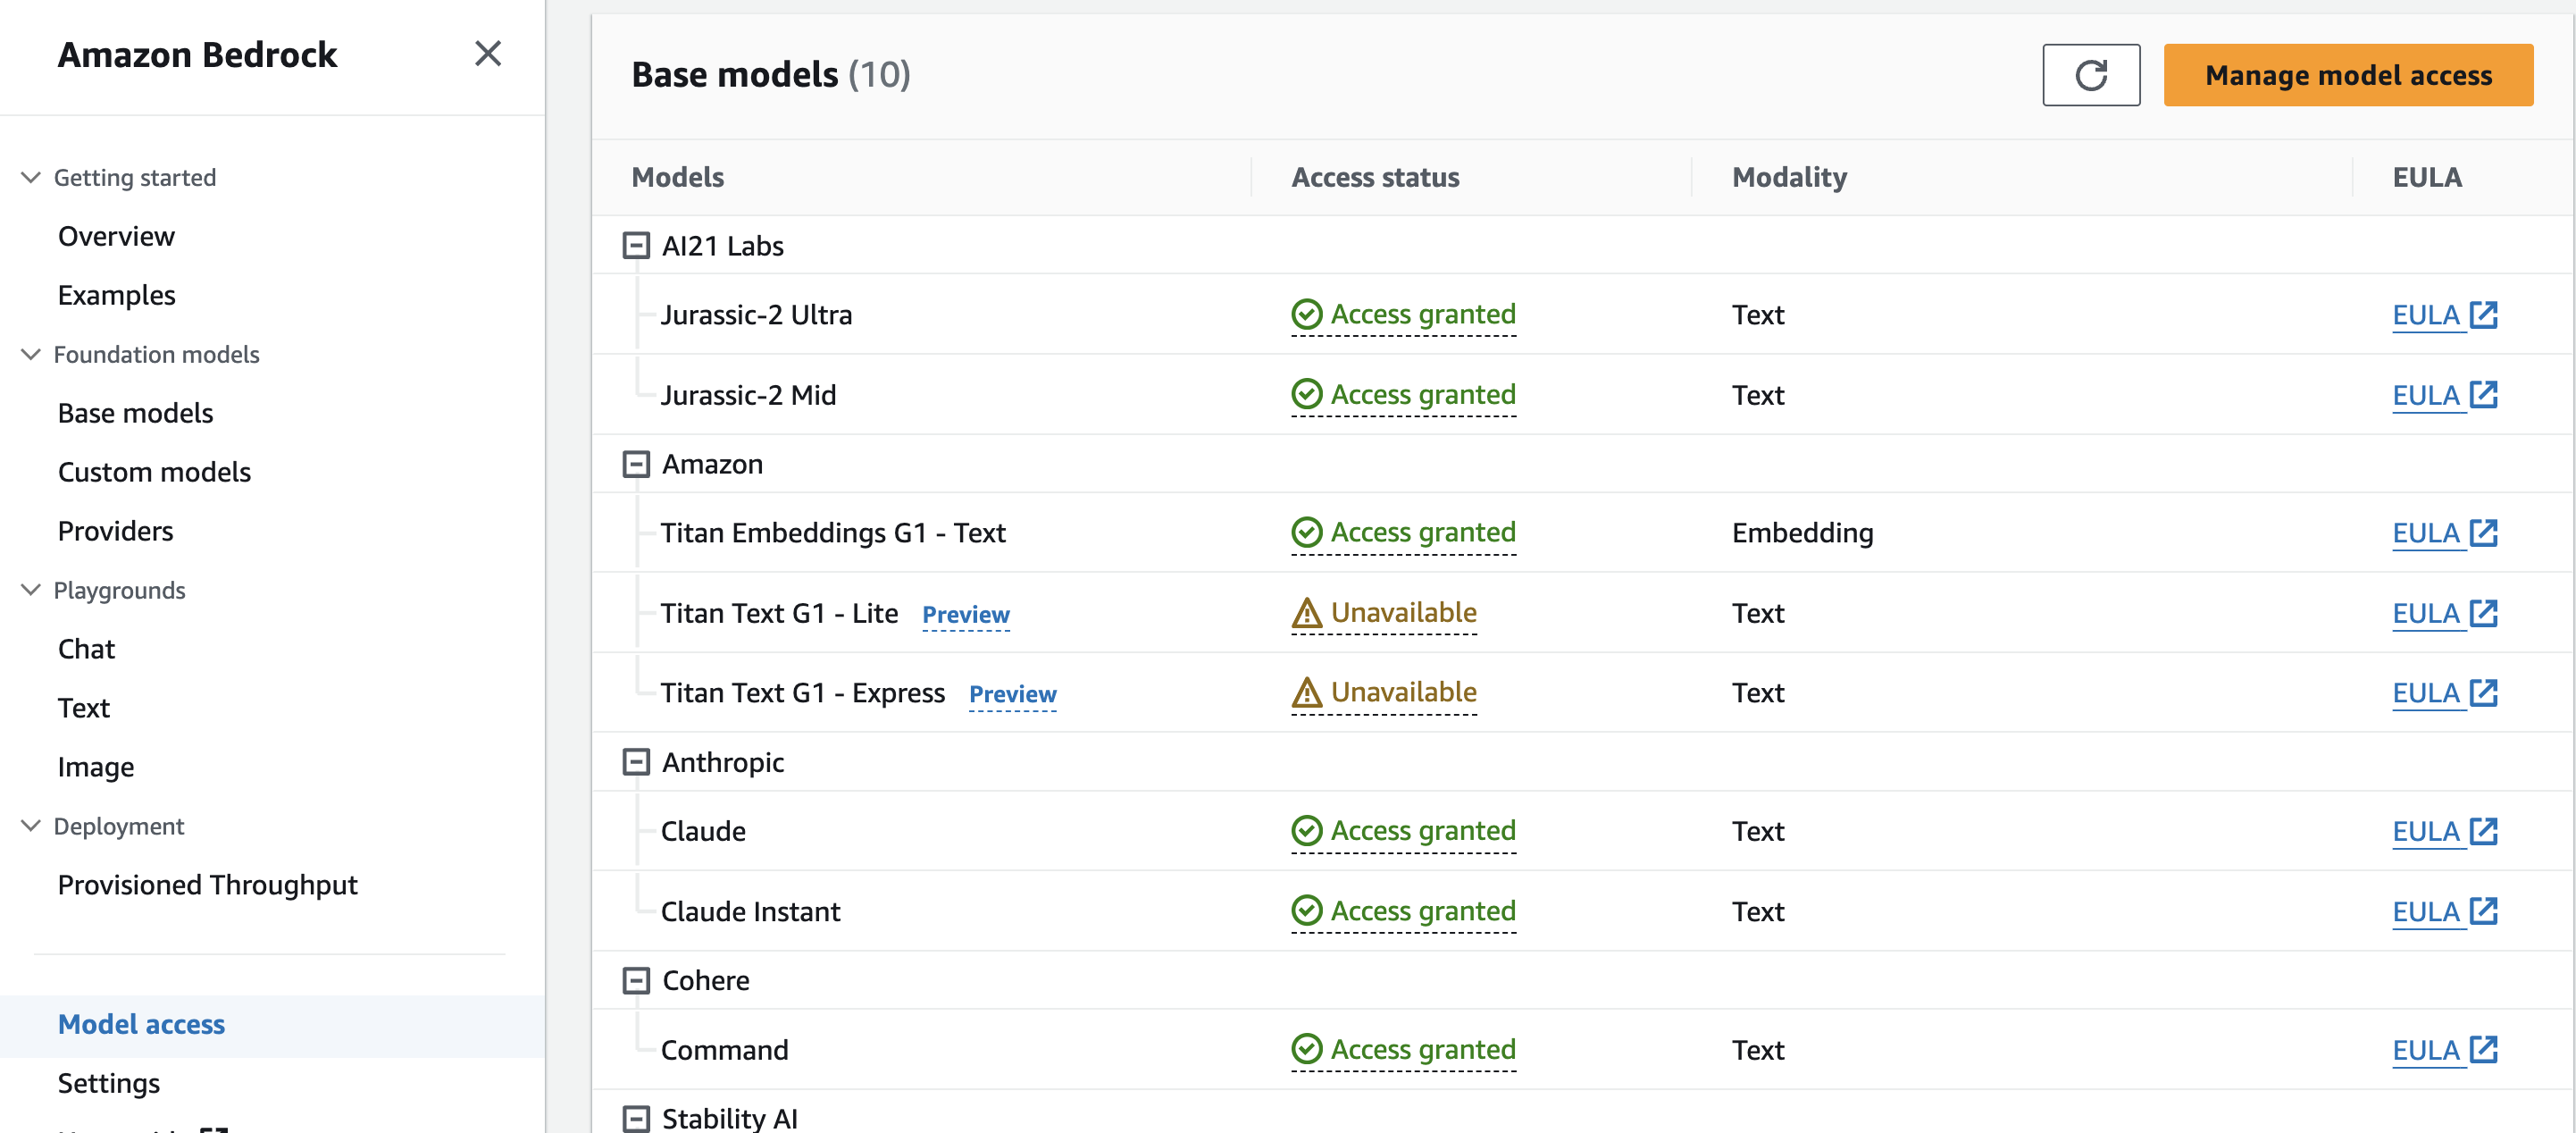 Amazon Bedrock
Getting started
Overview
Examples
Foundation models
Base models
Custom models
Providers
Playgrounds
Chat
Text
Image
Deployment
Provisioned Throughput
Model access
Settings
Base models (10)
Manage model access
Models Access status Modality EULA
AI21 Labs
Jurassic-2 Ultra Access granted Text EULA
Jurassic-2 Mid Access granted Text EULA
Amazon
Titan Embeddings G1 - Text Access granted Embedding EULA
Titan Text G1 - Lite Preview Unavailable Text EULA
Titan Text G1 - Express Preview Unavailable Text EULA
Anthropic
Claude Access granted Text EULA
Claude Instant Access granted Text EULA
Cohere
Command Access granted Text EULA
Stability AI